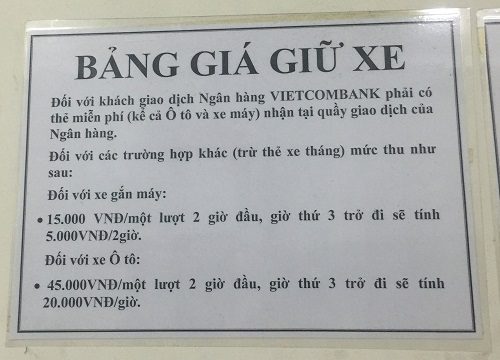 BẢNG GIÁ GIỮ XE
Đối với khách giao dịch Ngân hàng VIETCOMBANK phải có
thẻ miễn phí (kể cả Ô tô và xe máy) nhận tại quầy giao dịch của
Ngân hàng.
Đối với các trường hợp khác (trừ thẻ xe tháng) mức thu như
sau:
Đối với xe gắn máy:
• 15.000 VNĐ/một lượt 2 giờ đầu, giờ thứ 3 trở đi sẽ tính
5.000VNĐ/2giờ.
Đối với xe Ô tô:
• 45.000VNĐ/một lượt 2 giờ đầu, giờ thứ 3 trở đi sẽ tính
20.000VNĐ/giờ.